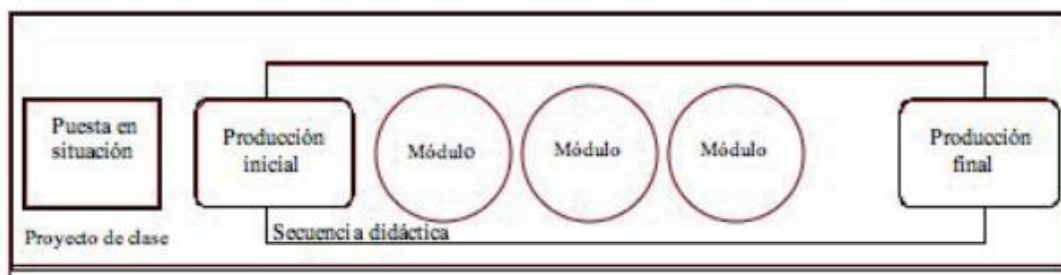 Puesta en
situación
Producción
inicial
Módulo
Módulo
Módulo
Producción
final
Proyecto de clase
Secuencia didáctica